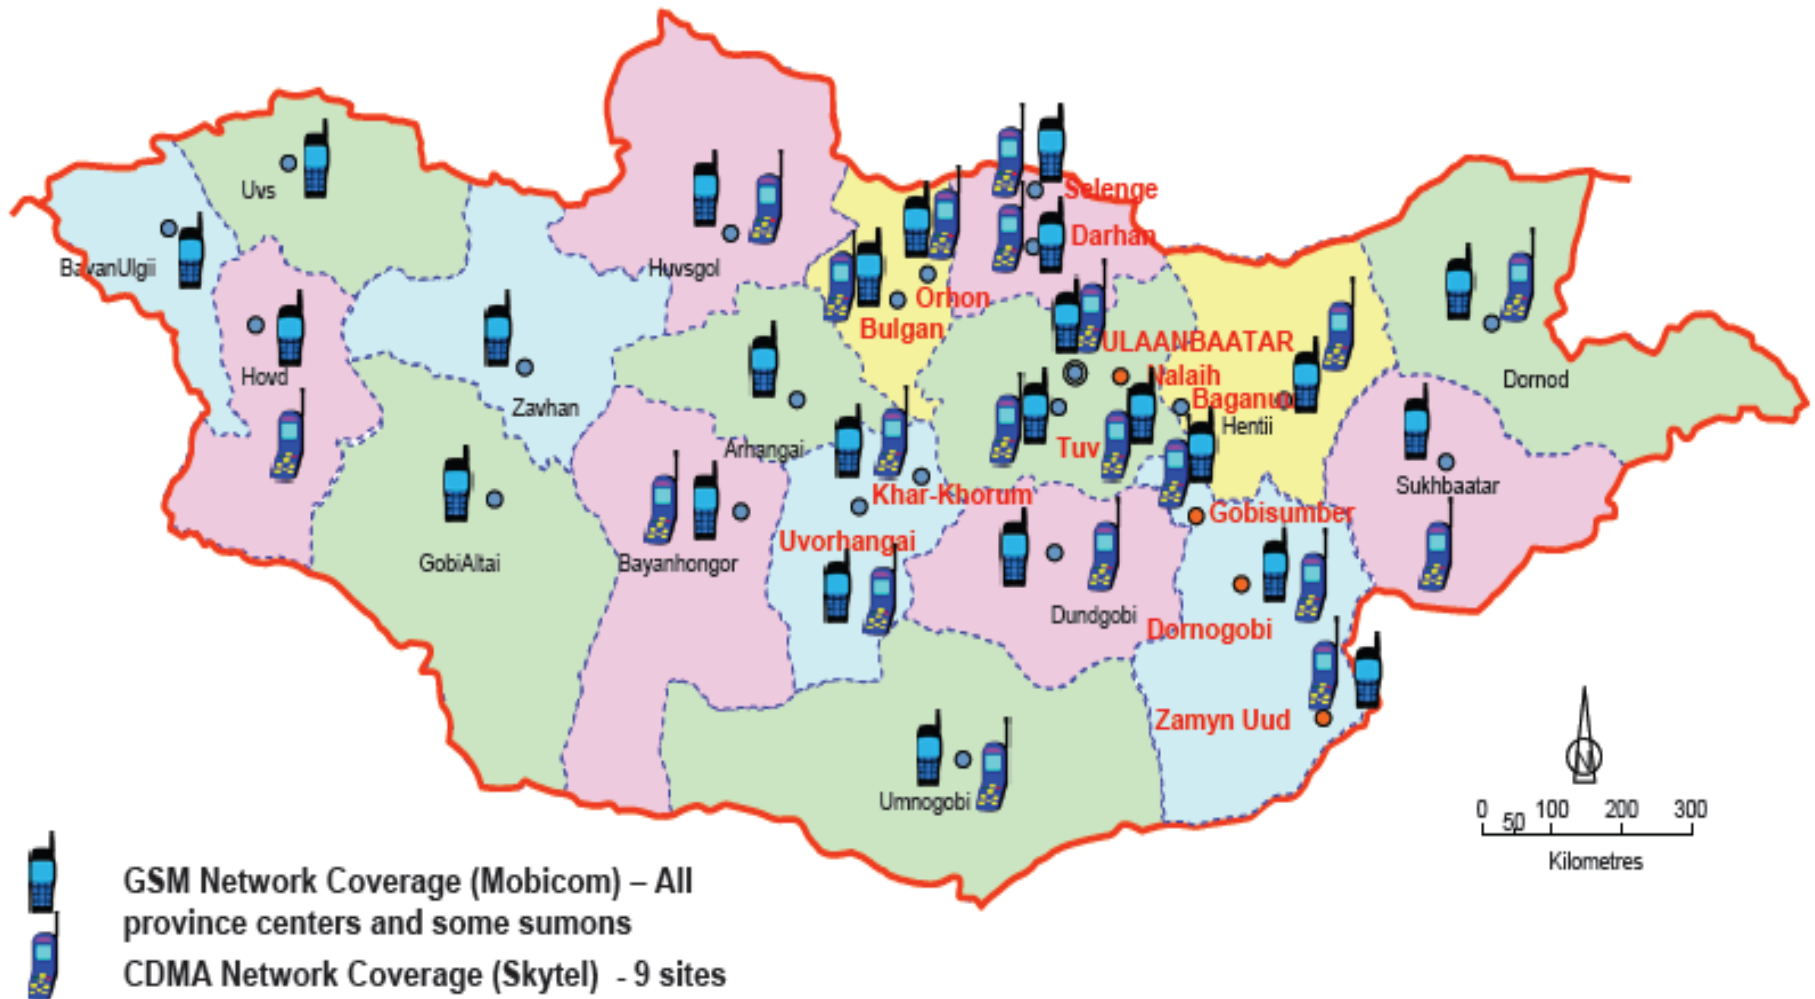 Selenge
Uvs
Darhan
BayanUlgii
Huvsgol
Orhon
Bulgan
ULAANBAATAR
Hovd
Nalaih
Dornod
Zavhan
Baganuu
Hentii
Arhangai
Tuv
Sukhbaatar
Khar-Khorum
Gobisumber
Uvorhangai
GobiAltai
Bayanhongor
Dundgobi
Dornogobi
Zamyn Uud
Umnogobi
N
0 50 100 200 300
Kilometres
GSM Network Coverage (Mobicom) – All
province centers and some sumons
CDMA Network Coverage (Skytel) - 9 sites